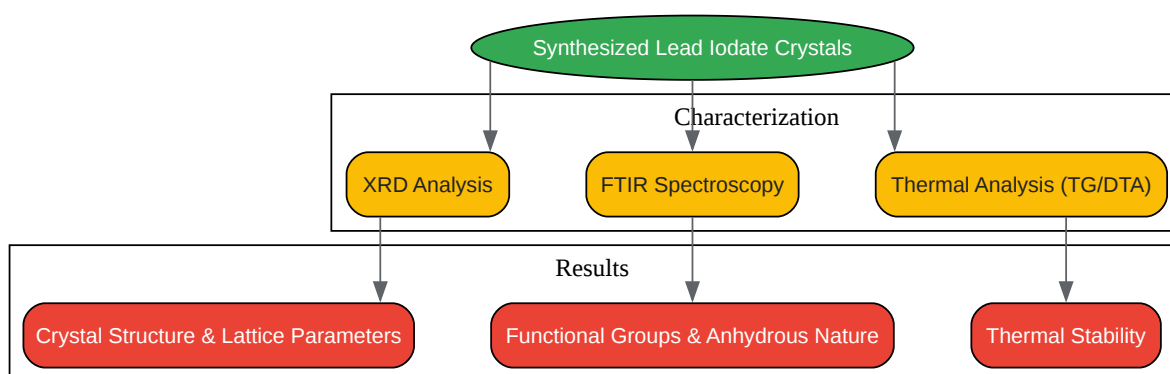 Synthesized Lead Iodate Crystals
Characterization
XRD Analysis
FTIR Spectroscopy
Thermal Analysis (TG/DTA)
Results
Crystal Structure & Lattice Parameters
Functional Groups & Anhydrous Nature
Thermal Stability